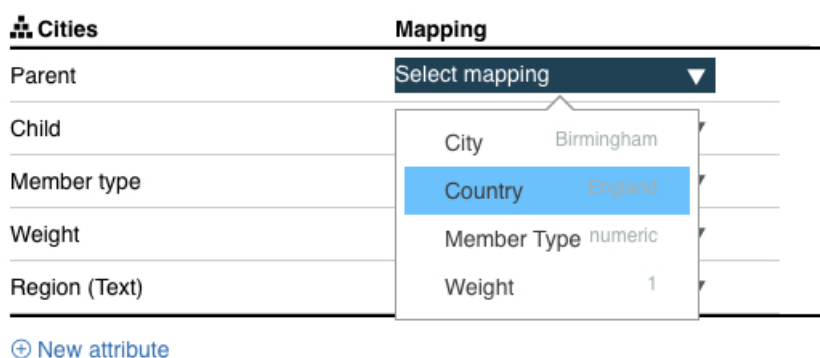 Cities Mapping
Parent Select mapping
Child
City Birmingham
Member type
Country England
Weight
Member Type numeric
Region (Text)
Weight 1
New attribute